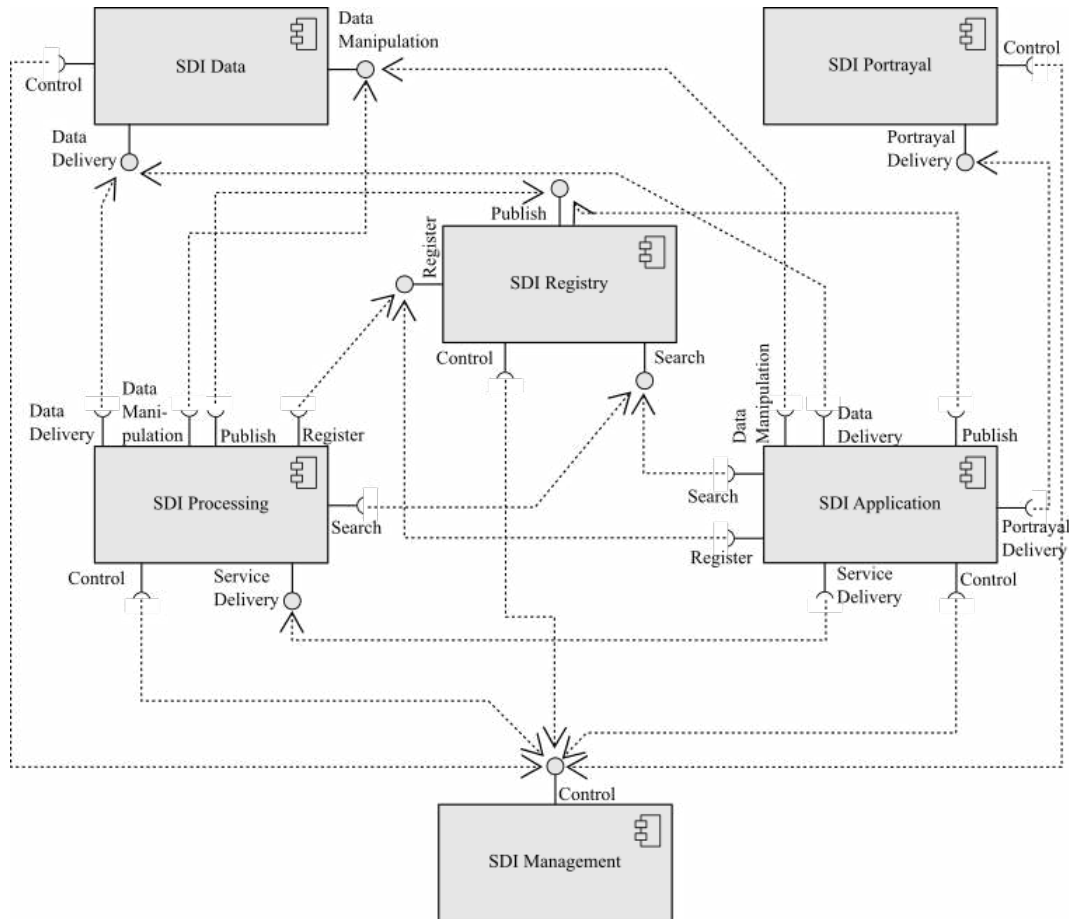 Data
Manipulation
SDI Data
Control
Data
Delivery
SDI Portrayal
Control
Portrayal
Delivery
Publish
Register
SDI Registry
Control
Search
Data
Delivery
Data
Mani-
pulation
Publish
Register
SDI Processing
Search
Control
Service
Delivery
Data
Manipulation
Data
Delivery
Publish
Search
SDI Application
Register
Portrayal
Delivery
Service
Delivery
Control
Control
SDI Management